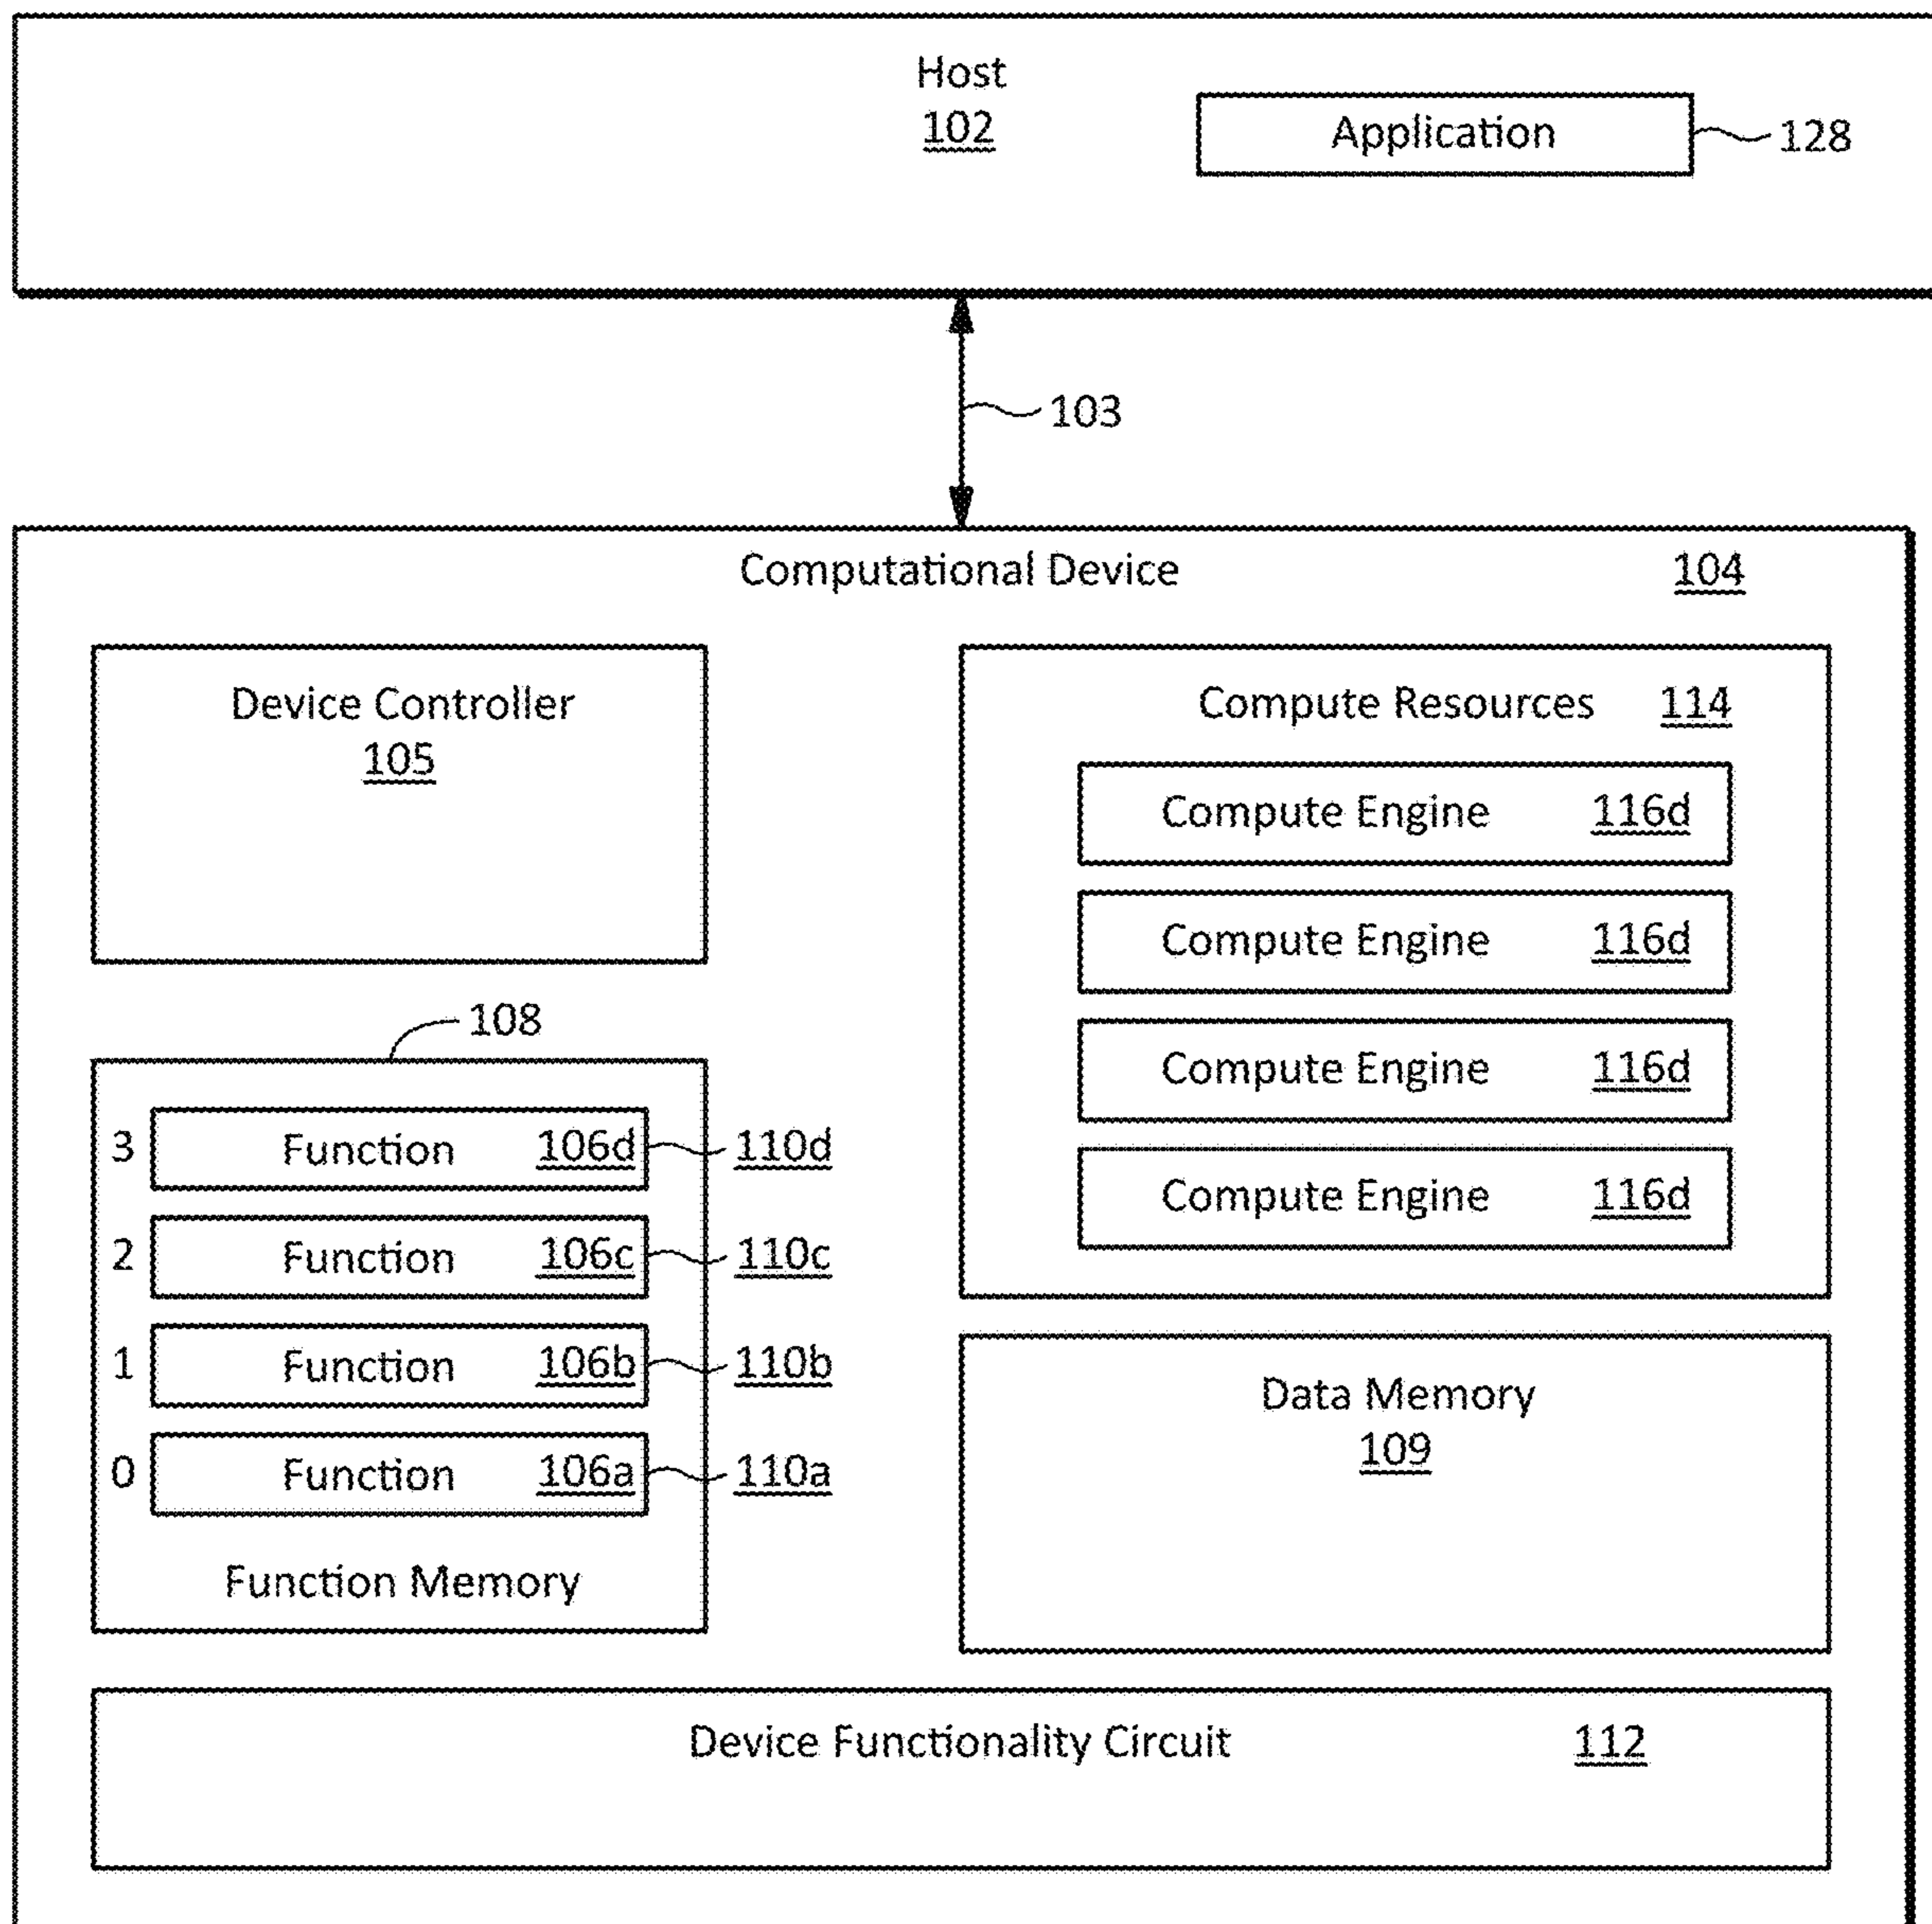 Host
102
Application 128
103
Computational Device 104
Device Controller
105
Compute Resources 114
Compute Engine 116d
Compute Engine 116d
Compute Engine 116d
Compute Engine 116d
108
3 Function 106d 110d
2 Function 106c 110c
1 Function 106b 110b
0 Function 106a 110a
Function Memory
Data Memory
109
Device Functionality Circuit 112